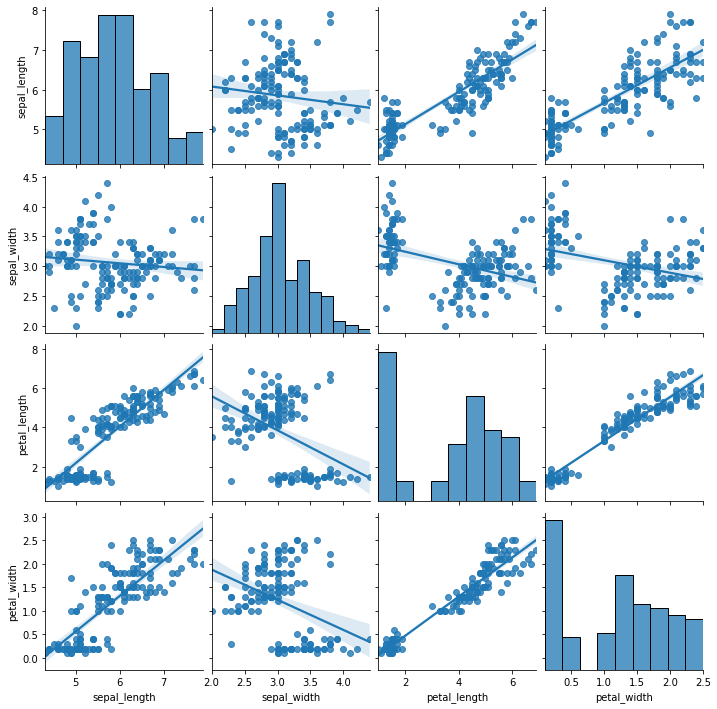 8
7
6
5
sepal_length
4.5
4.0
3.5
3.0
2.5
2.0
sepal_width
8
6
4
2
petal_length
3.0
2.5
2.0
1.5
1.0
0.5
0.0
petal_width
5 6 7
sepal_length
2.0 2.5 3.0 3.5 4.0
sepal_width
2 4 6
petal_length
0.5 1.0 1.5 2.0 2.5
petal_width